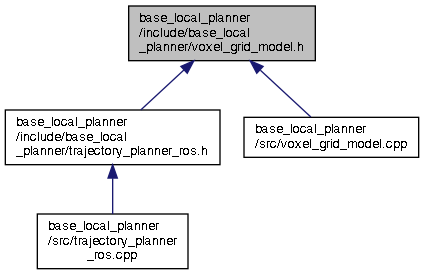 base_local_planner
/include/base_local
_planner/voxel_grid_model.h
base_local_planner
/include/base_local
_planner/trajectory_planner_ros.h
base_local_planner
/src/voxel_grid_model.cpp
base_local_planner
/src/trajectory_planner
_ros.cpp